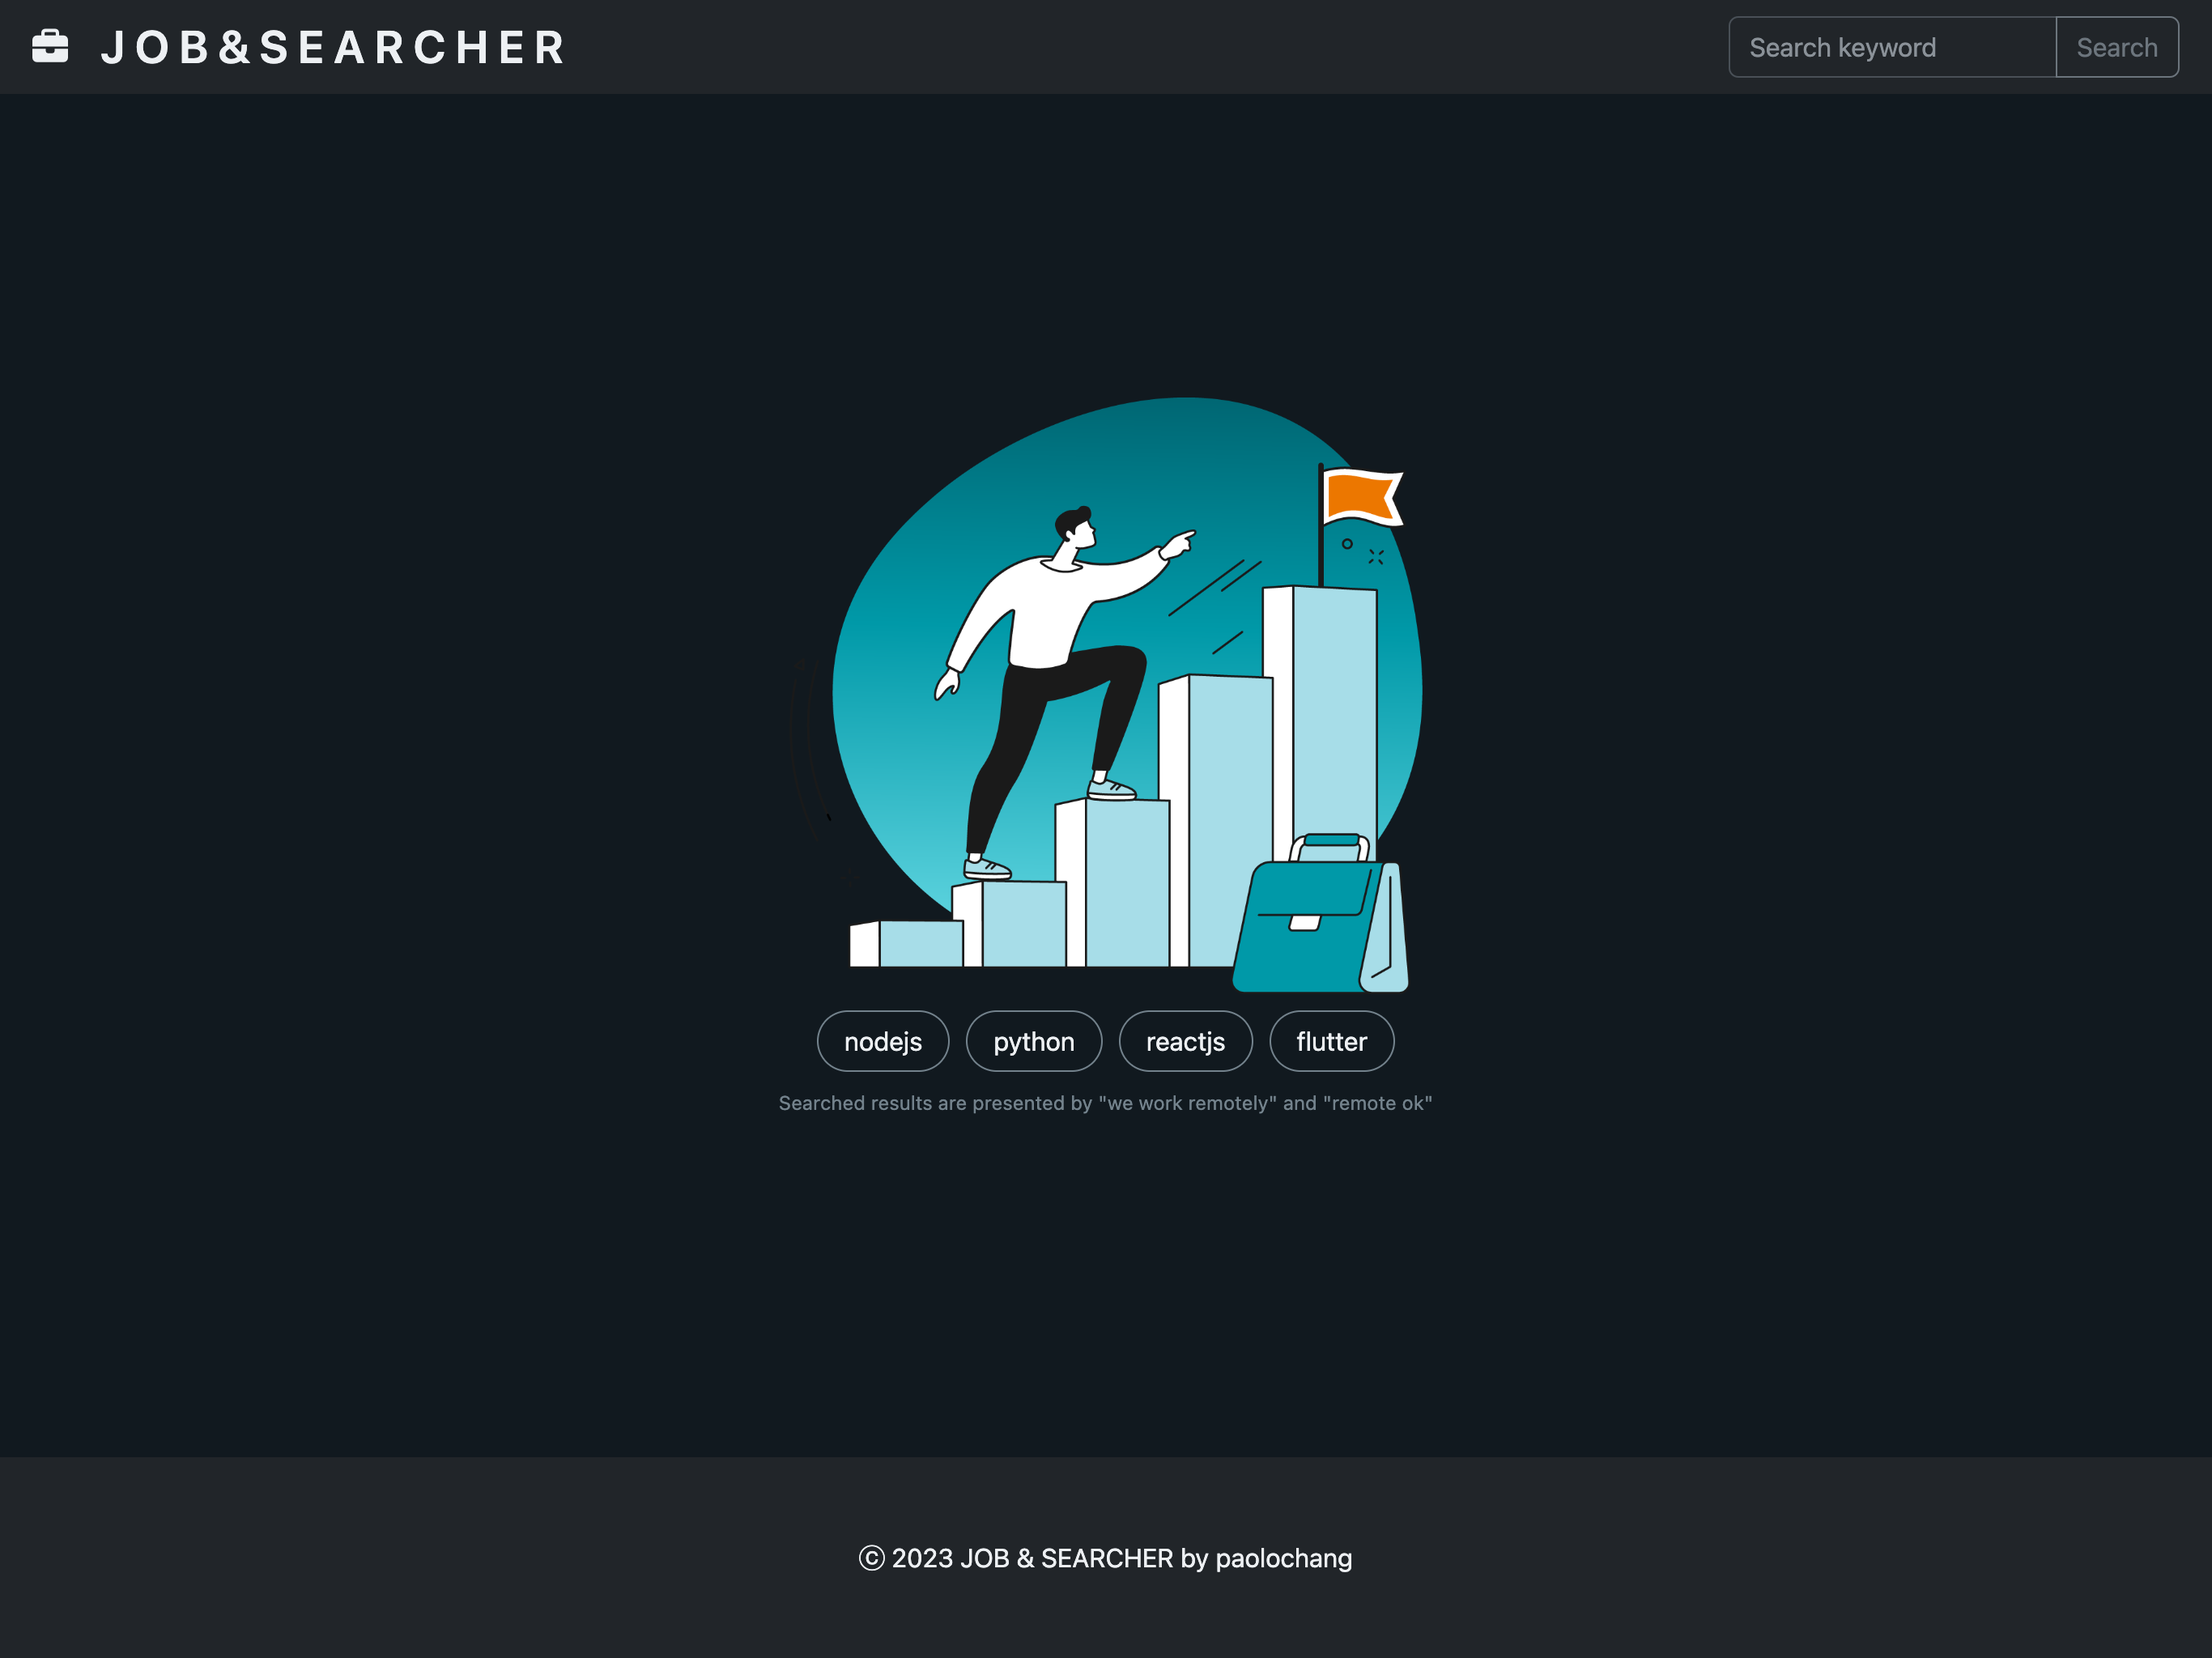 JOB&SEARCHER
Search keyword
Search
nodejs
python
reactjs
flutter
Searched results are presented by "we work remotely" and "remote ok"
© 2023 JOB & SEARCHER by paolochang